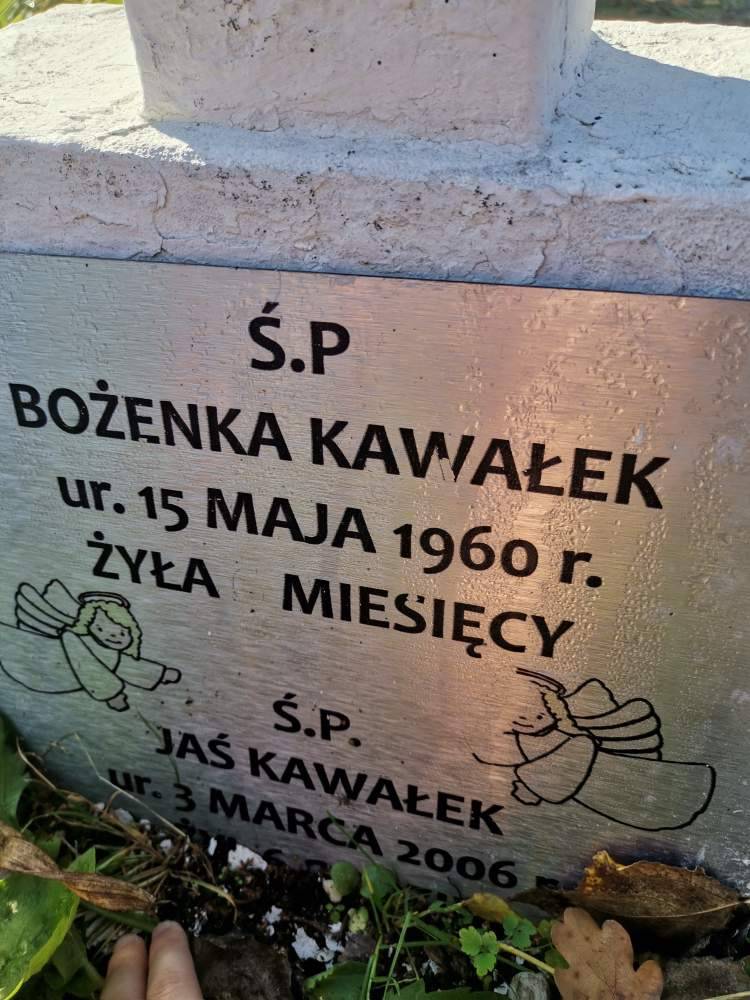 Ś.P
BOŻENKA KAWAŁEK
ur. 15 MAJA 1960 r.
ŻYŁA MIESIĘCY
Ś.P.
JAŚ KAWAŁEK
ur. 3 MARCA 2006